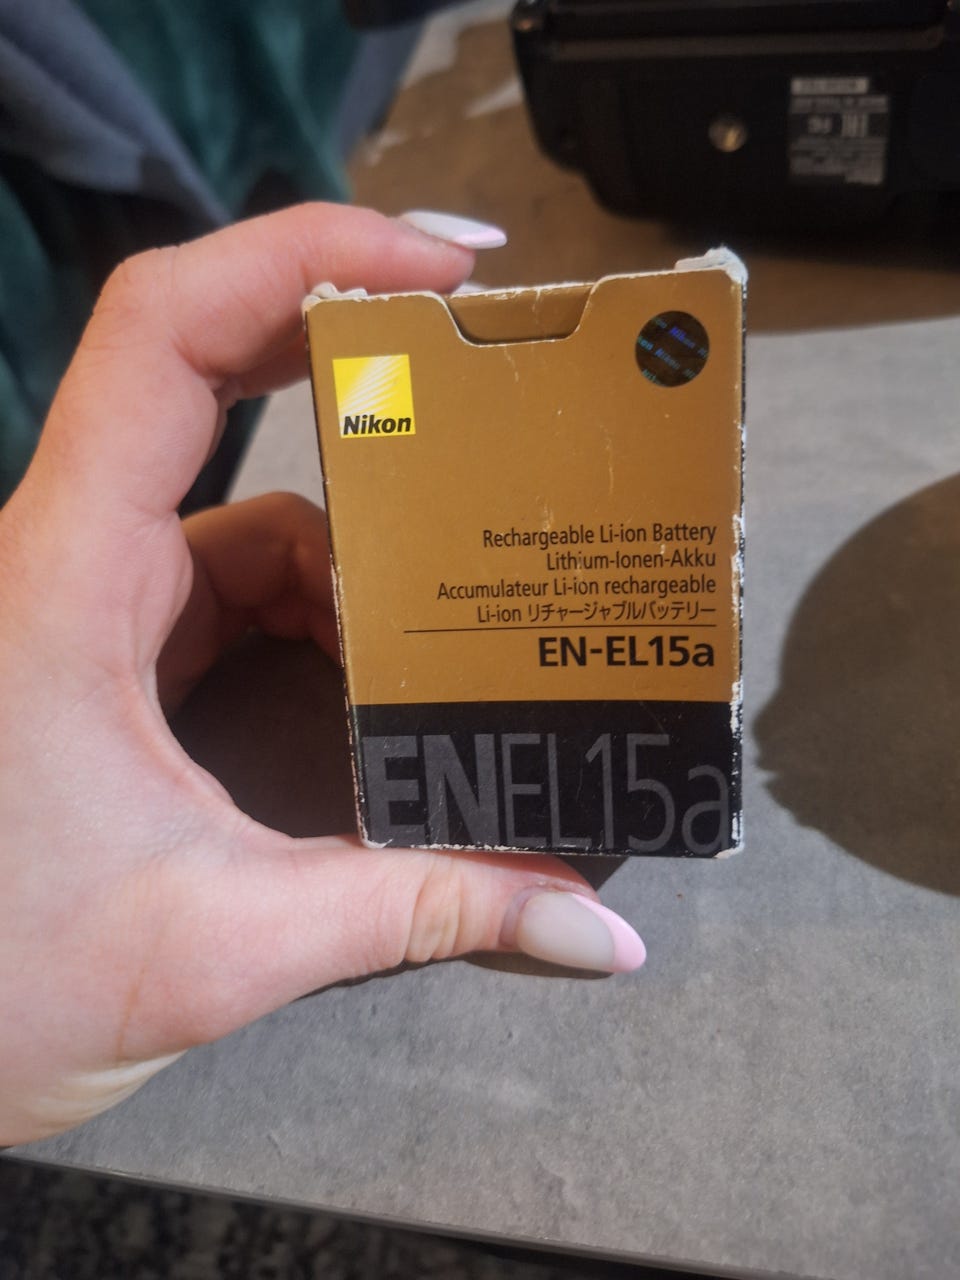 Nikon
Rechargeable Li-ion Battery
Lithium-Ionen-Akku
Accumulateur Li-ion rechargeable
Li-ion リチャージャブルバッテリー
EN-EL15a
ENEL15a